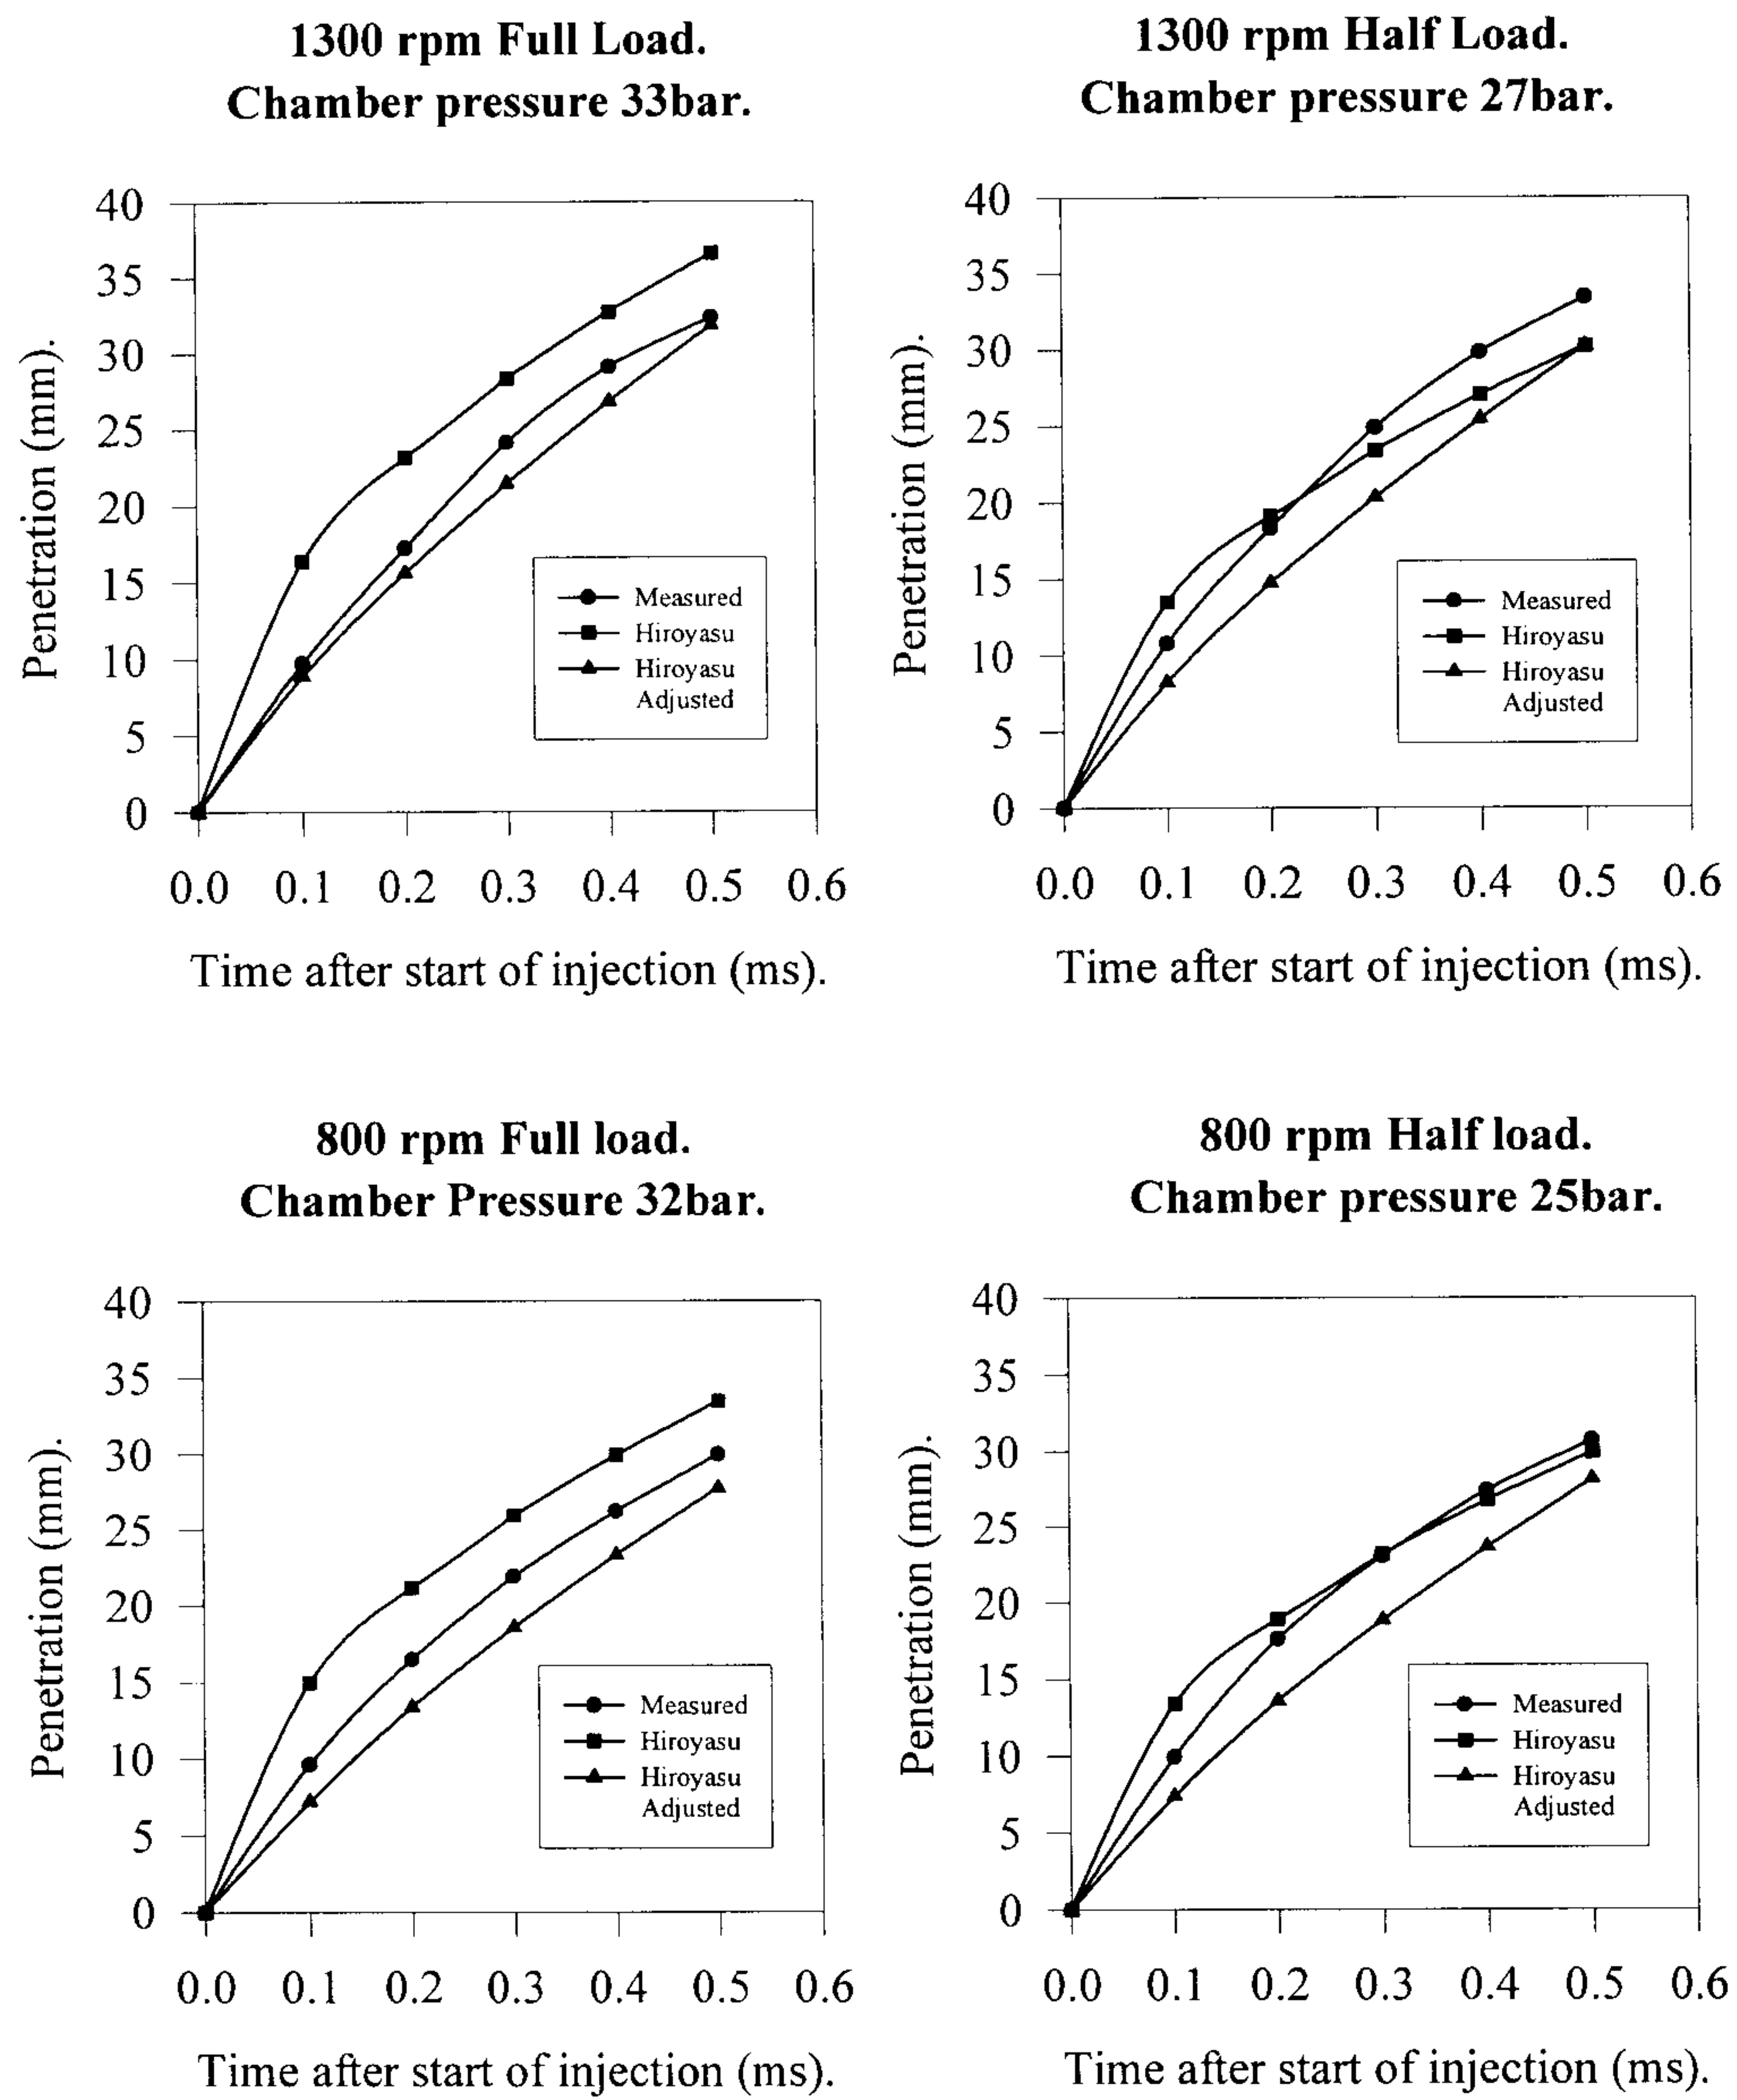 1300 rpm Full Load.
Chamber pressure 33bar.
40
35
30
25
20
15
10
5
0
Penetration (mm).
Measured
Hiroyasu
Hiroyasu
Adjusted
0.0 0.1 0.2 0.3 0.4 0.5 0.6
Time after start of injection (ms).
1300 rpm Half Load.
Chamber pressure 27bar.
40
35
30
25
20
15
10
5
0
Penetration (mm).
Measured
Hiroyasu
Hiroyasu
Adjusted
0.0 0.1 0.2 0.3 0.4 0.5 0.6
Time after start of injection (ms).
800 rpm Full load.
Chamber Pressure 32bar.
40
35
30
25
20
15
10
5
0
Penetration (mm).
Measured
Hiroyasu
Hiroyasu
Adjusted
0.0 0.1 0.2 0.3 0.4 0.5 0.6
Time after start of injection (ms).
800 rpm Half load.
Chamber pressure 25bar.
40
35
30
25
20
15
10
5
0
Penetration (mm).
Measured
Hiroyasu
Hiroyasu
Adjusted
0.0 0.1 0.2 0.3 0.4 0.5 0.6
Time after start of injection (ms).